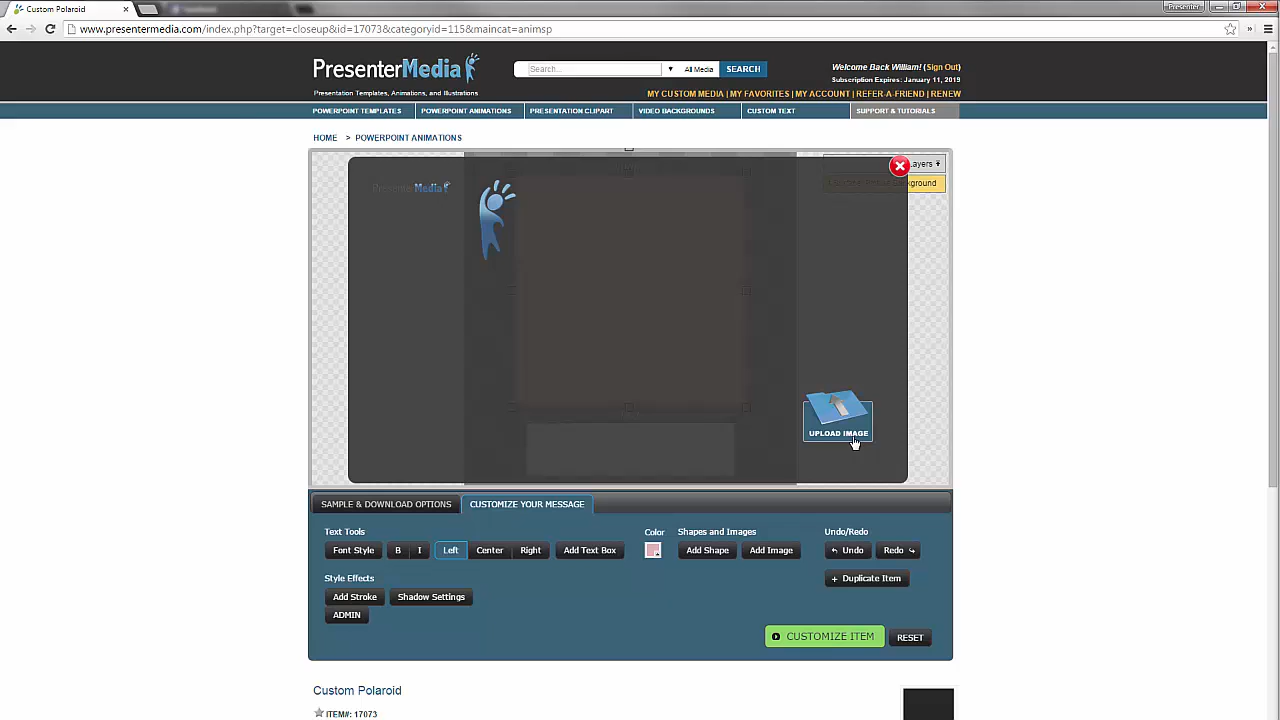 Custom Polaroid
Presenter
www.presentermedia.com/index.php?target=closeup&id=17073&categoryid=115&maincat=animsp
PresenterMedia
Presentation Templates, Animations, and Illustrations
Search...
All Media
SEARCH
Welcome Back William! (Sign Out)
Subscription Expires: January 11, 2019
MY CUSTOM MEDIA | MY FAVORITES | MY ACCOUNT | REFER-A-FRIEND | RENEW
POWERPOINT TEMPLATES
POWERPOINT ANIMATIONS
PRESENTATION CLIPART
VIDEO BACKGROUNDS
CUSTOM TEXT
SUPPORT & TUTORIALS
HOME > POWERPOINT ANIMATIONS
ayers
Background
PresenterMedia
UPLOAD IMAGE
SAMPLE & DOWNLOAD OPTIONS
CUSTOMIZE YOUR MESSAGE
Text Tools
Color
Shapes and Images
Undo/Redo
Font Style
B
I
Left
Center
Right
Add Text Box
Add Shape
Add Image
Undo
Redo
Style Effects
+ Duplicate Item
Add Stroke
Shadow Settings
ADMIN
CUSTOMIZE ITEM
RESET
Custom Polaroid
ITEM#: 17073